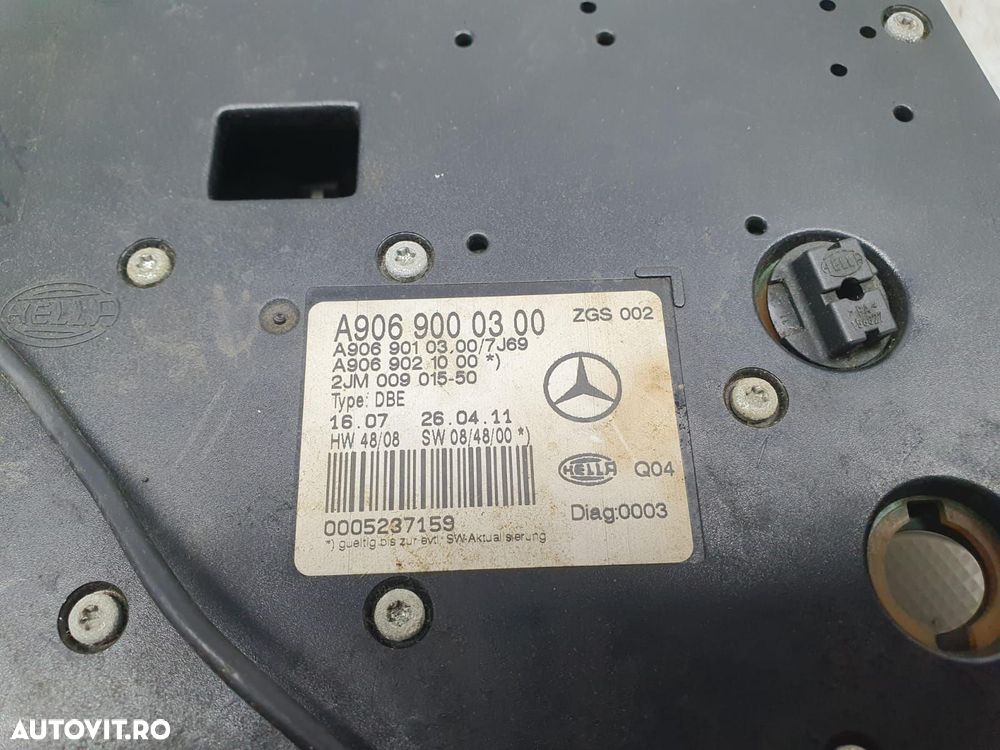 HELLA
A906 900 03 00
ZGS 002
A906 901 03 00/7J69
A906 902 10 00 *)
2JM 009 015-50
Type: DBE
16.07 26.04.11
HW 48/08 SW 08/48/00 *)
HELLA Q04
Diag:0003
0005237159
*) gueltig bis zur evtl. SW-Aktualisierung
HELLA
AUTOVIT.RO